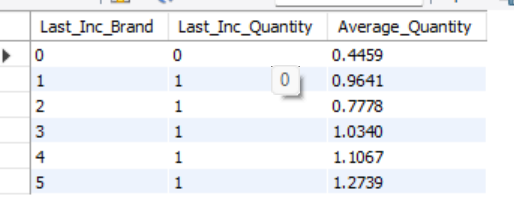 Last_Inc_Brand Last_Inc_Quantity Average_Quantity
0 0 0.4459
1 1 0.9641
0
2 1 0.7778
3 1 1.0340
4 1 1.1067
5 1 1.2739